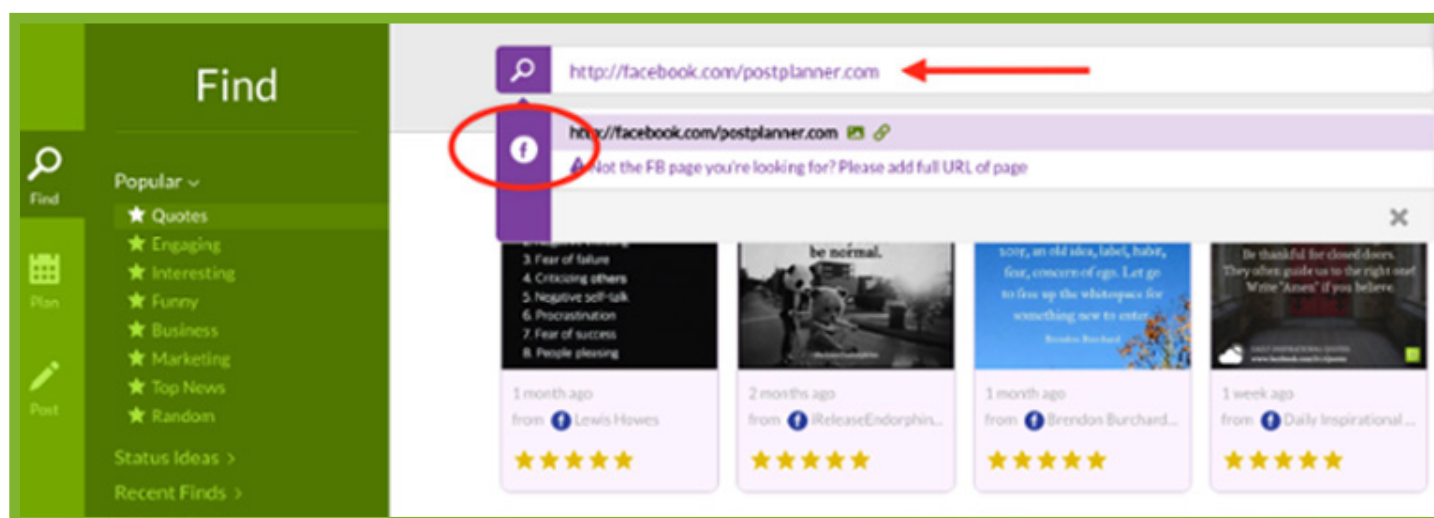 Find
Find
Plan
Post
Popular
Quotes
Engaging
Interesting
Funny
Business
Marketing
Top News
Random
Status Ideas >
Recent Finds >
http://facebook.com/postplanner.com
http://facebook.com/postplanner.com
Not the FB page you're looking for? Please add full URL of page
3. Fear of failure
4. Criticizing others
5. Negative self-talk
6. Procrastination
7. Fear of success
8. People pleasing
1 month ago
from Lewis Howes
be normal.
2 months ago
from iReleaseEndorphin...
an old idea, label, habit,
fear, concern of ego. Let go
to free up the whitespace for
something new to enter.
Brendon Burchard
1 month ago
from Brendon Burchard...
Be thankful for closed doors.
They often guide us to the right one!
Write "Amen" if you believe.
DAILY INSPIRATIONAL QUOTES
1 week ago
from Daily Inspirational ...